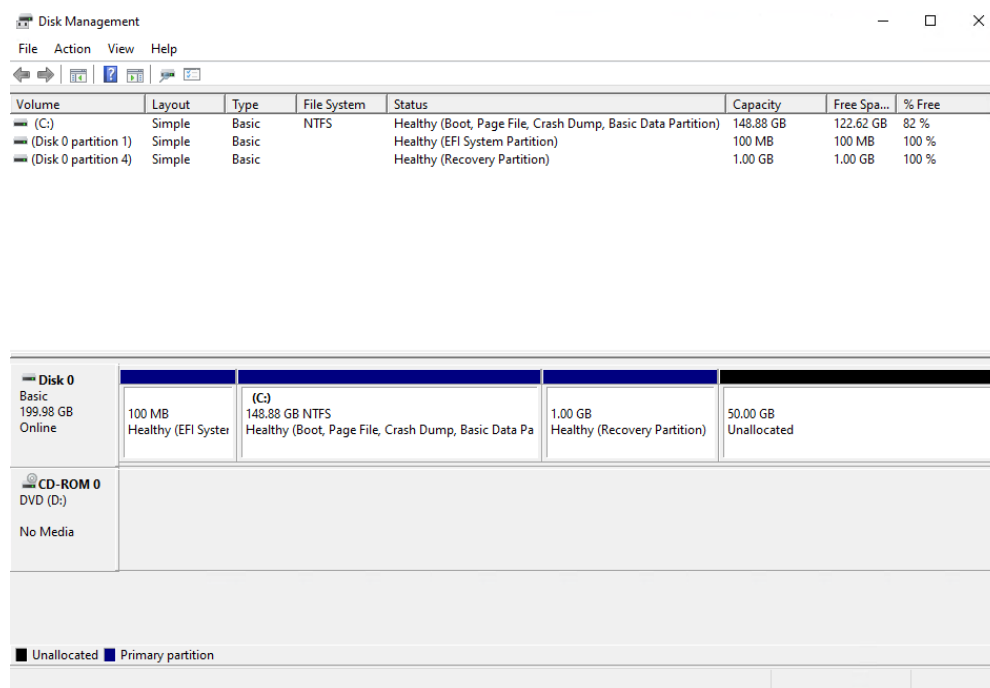 Disk Management
File Action View Help
Volume Layout Type File System Status Capacity Free Spa... % Free
(C:) Simple Basic NTFS Healthy (Boot, Page File, Crash Dump, Basic Data Partition) 148.88 GB 122.62 GB 82 %
(Disk 0 partition 1) Simple Basic Healthy (EFI System Partition) 100 MB 100 MB 100 %
(Disk 0 partition 4) Simple Basic Healthy (Recovery Partition) 1.00 GB 1.00 GB 100 %
Disk 0
Basic
199.98 GB
Online
100 MB
Healthy (EFI System
(C:)
148.88 GB NTFS
Healthy (Boot, Page File, Crash Dump, Basic Data Pa
1.00 GB
Healthy (Recovery Partition)
50.00 GB
Unallocated
CD-ROM 0
DVD (D:)
No Media
Unallocated Primary partition